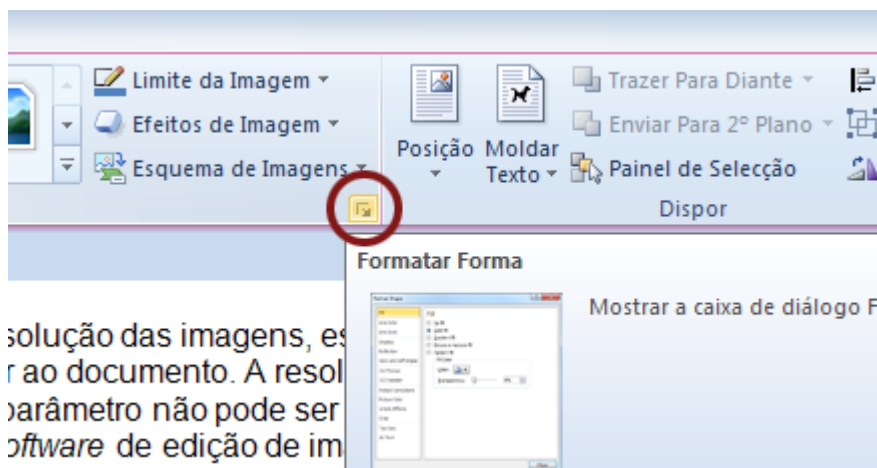 Limite da Imagem
Efeitos de Imagem
Esquema de Imagens
Posição
Moldar
Texto
Trazer Para Diante
Enviar Para 2º Plano
Painel de Selecção
Dispor
Formatar Forma
Mostrar a caixa de diálogo F
solução das imagens, es
r ao documento. A resol
parâmetro não pode ser
oftware de edição de im